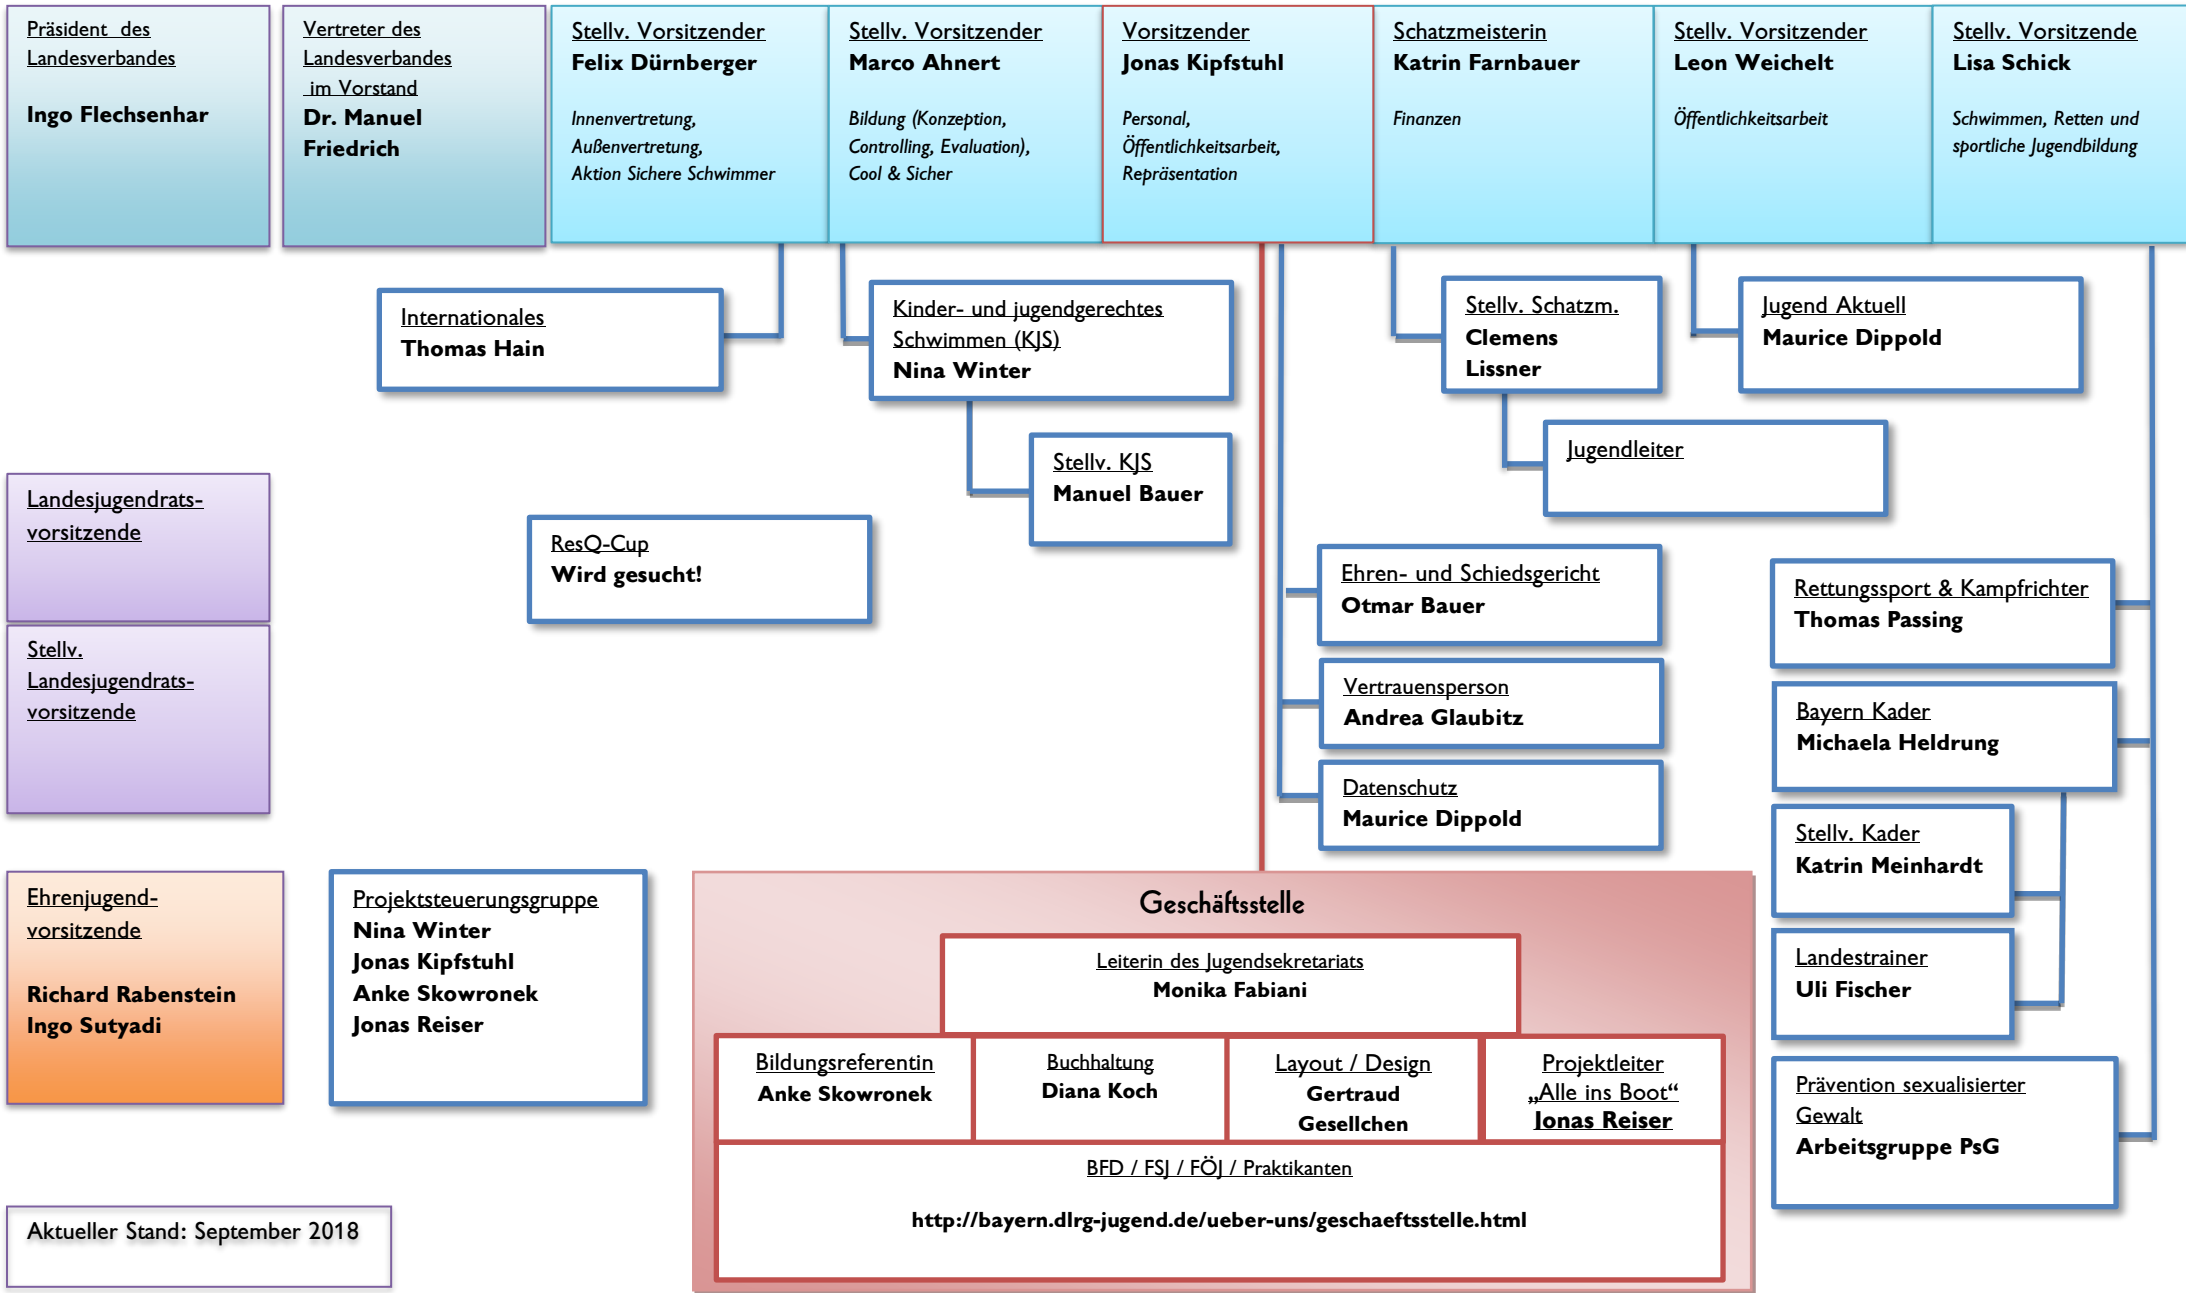 Präsident des
Landesverbandes
Ingo Flechsenhar
Vertreter des
Landesverbandes
im Vorstand
Dr. Manuel
Friedrich
Stellv. Vorsitzender
Felix Dürnberger
Innenvertretung,
Außenvertretung,
Aktion Sichere Schwimmer
Stellv. Vorsitzender
Marco Ahnert
Bildung (Konzeption,
Controlling, Evaluation),
Cool & Sicher
Vorsitzender
Jonas Kipfstuhl
Personal,
Öffentlichkeitsarbeit,
Repräsentation
Schatzmeisterin
Katrin Farnbauer
Finanzen
Stellv. Vorsitzender
Leon Weichelt
Öffentlichkeitsarbeit
Stellv. Vorsitzende
Lisa Schick
Schwimmen, Retten und
sportliche Jugendbildung
Internationales
Thomas Hain
Kinder- und jugendgerechtes
Schwimmen (KJS)
Nina Winter
Stellv. Schatzm.
Clemens
Lissner
Jugend Aktuell
Maurice Dippold
Stellv. KJS
Manuel Bauer
Jugendleiter
Landesjugendrats-
vorsitzende
ResQ-Cup
Wird gesucht!
Ehren- und Schiedsgericht
Otmar Bauer
Rettungssport & Kampfrichter
Thomas Passing
Stellv.
Landesjugendrats-
vorsitzende
Vertrauensperson
Andrea Glaubitz
Bayern Kader
Michaela Heldrung
Datenschutz
Maurice Dippold
Stellv. Kader
Katrin Meinhardt
Ehrenjugend-
vorsitzende
Richard Rabenstein
Ingo Sutyadi
Projektsteuerungsgruppe
Nina Winter
Jonas Kipfstuhl
Anke Skowronek
Jonas Reiser
Geschäftsstelle
Leiterin des Jugendsekretariats
Monika Fabiani
Landestrainer
Uli Fischer
Bildungsreferentin
Anke Skowronek
Buchhaltung
Diana Koch
Layout / Design
Gertraud
Gesellchen
Projektleiter
„Alle ins Boot“
Jonas Reiser
Prävention sexualisierter
Gewalt
Arbeitsgruppe PsG
BFD / FSJ / FÖJ / Praktikanten
http://bayern.dlrg-jugend.de/ueber-uns/geschaeftsstelle.html
Aktueller Stand: September 2018